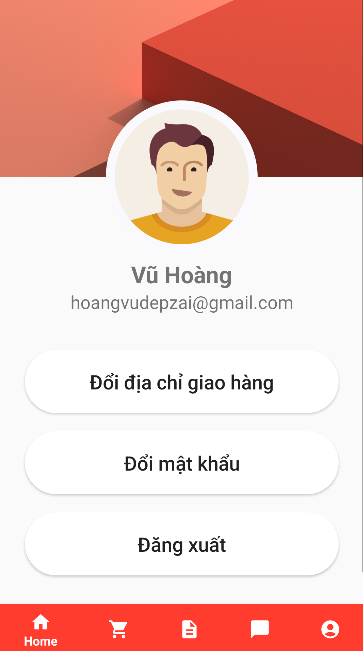 Vũ Hoàng
hoangvudepzai@gmail.com
Đổi địa chỉ giao hàng
Đổi mật khẩu
Đăng xuất
Home